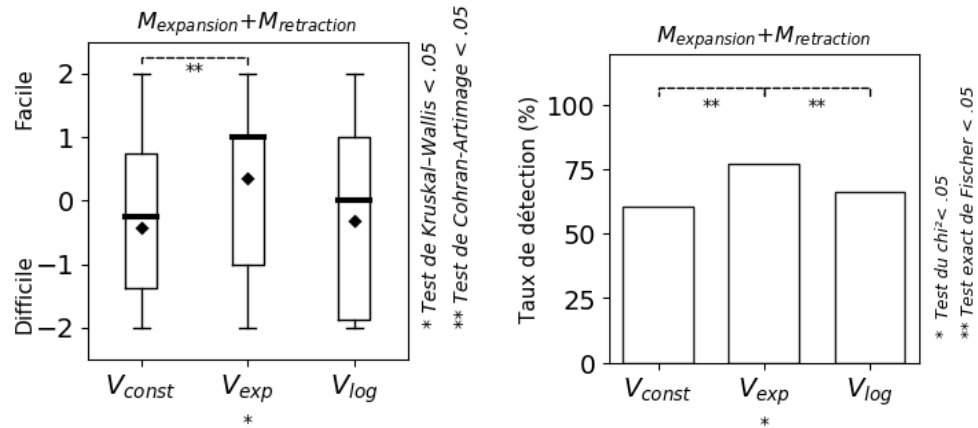 M_expansion+M_retraction
Facile
Difficile
2
1
0
−1
−2
**
V_const
V_exp
V_log
*
* Test de Kruskal–Wallis < .05
** Test de Cohran-Artimage < .05
M_expansion+M_retraction
Taux de détection (%)
100
75
50
25
0
**
**
V_const
V_exp
V_log
*
* Test du chi²< .05
** Test exact de Fischer < .05